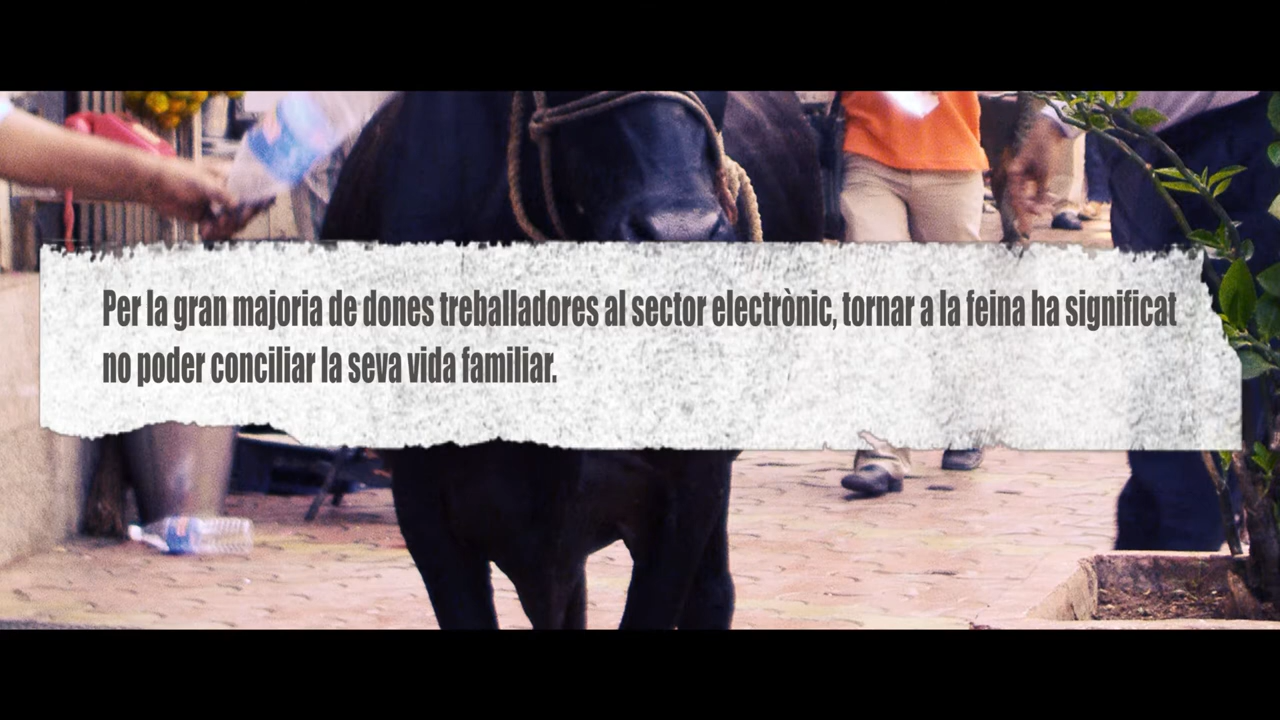 Per la gran majoria de dones treballadores al sector electrònic, tornar a la feina ha significat
no poder conciliar la seva vida familiar.